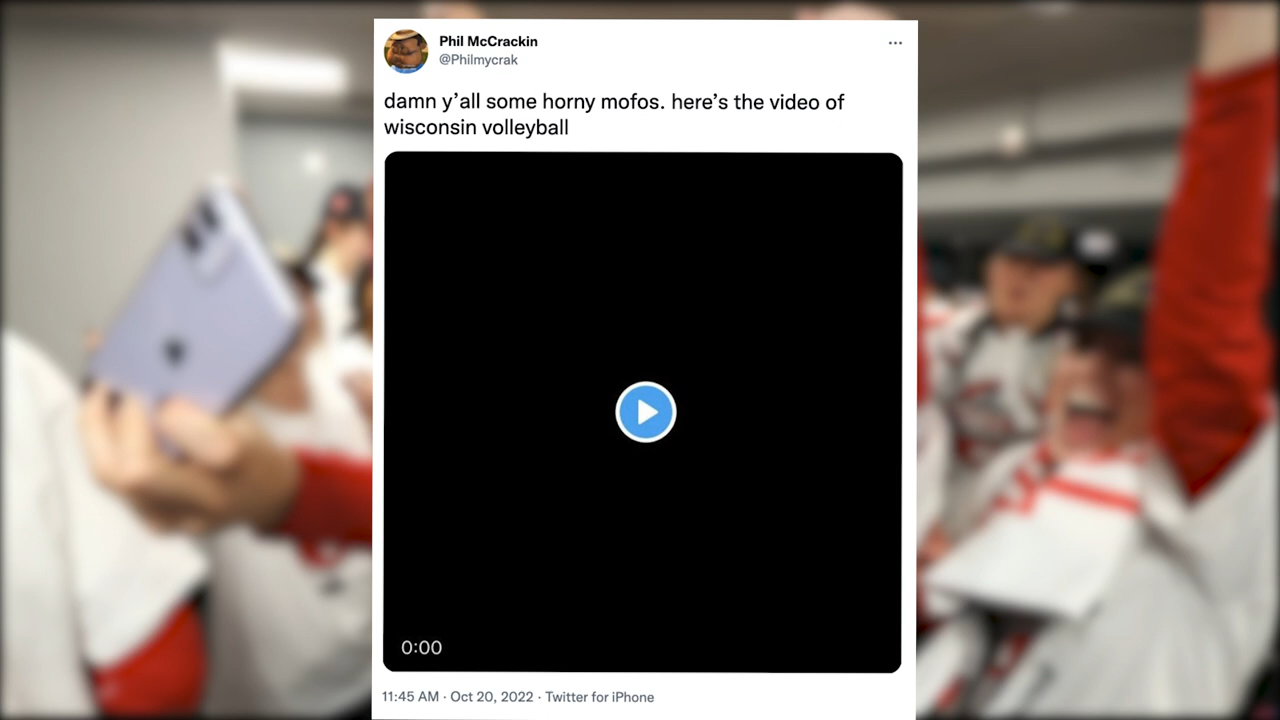 Phil McCrackin
@Philmycrak
damn y’all some horny mofos. here’s the video of
wisconsin volleyball
0:00
11:45 AM · Oct 20, 2022 · Twitter for iPhone